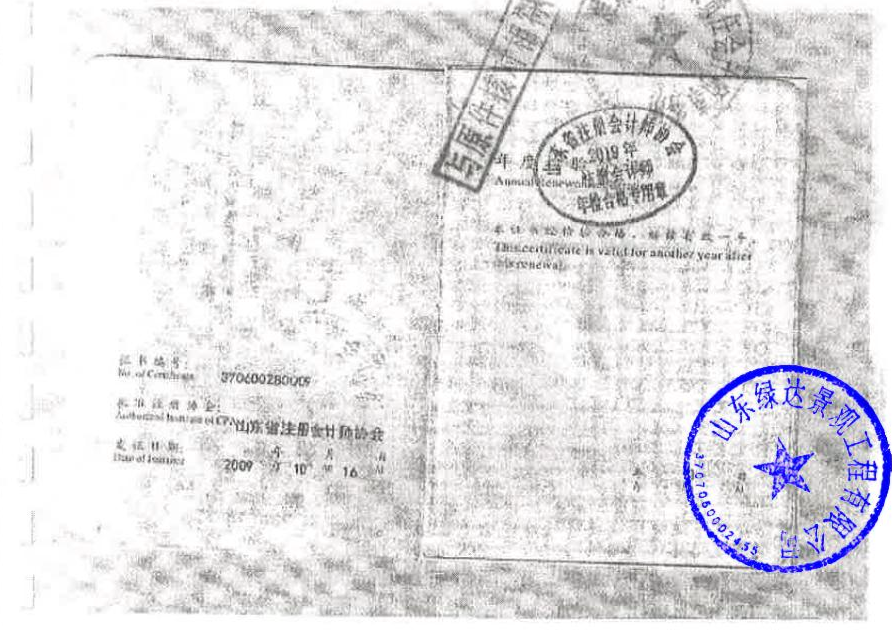 与原件核对相符
山东省注册会计师协会
2019年
注册会计师
年检合格专用章
年度检验
Annual Renewal
本证书经检验合格，继续有效一年。
This certificate is valid for another year after
this renewal.
证书编号：
No. of Certificate
370600280009
批准注册协会：
Authorized Institute of CPAs
山东省注册会计师协会
发证日期：
Date of Issuance
2009 年 10 月 16 日
山东绿达景观工程有限公司
3707060002455